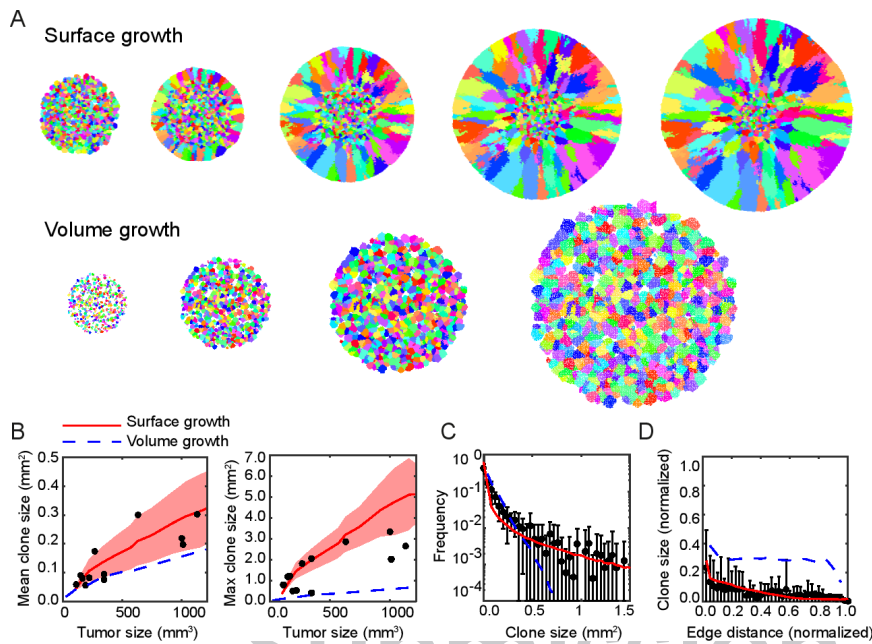 A
Surface growth
Volume growth
B
Surface growth
Volume growth
C
D
Mean clone size (mm²)
0.5
0.4
0.3
0.2
0.1
0.0
0
500
1000
Tumor size (mm³)
Max clone size (mm²)
7.0
6.0
5.0
4.0
3.0
2.0
1.0
0.0
0
500
1000
Tumor size (mm³)
Frequency
10 0
10⁻¹
10⁻²
10⁻³
10⁻⁴
0
0.5
1.0
1.5
Clone size (mm²)
Clone size (normalized)
1.0
0.8
0.6
0.4
0.2
0.0
0
0.2
0.4
0.6
0.8
1.0
Edge distance (normalized)